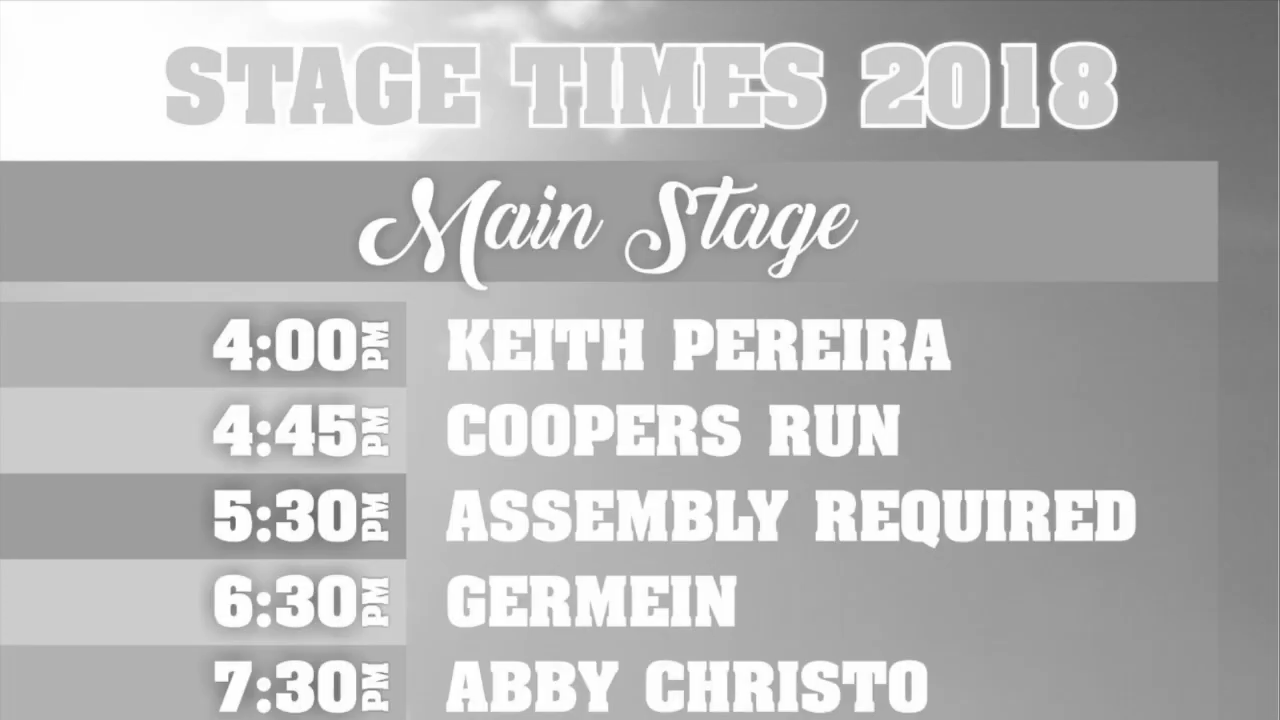 STAGE TIMES 2018
Main Stage
4:00PM KEITH PEREIRA
4:45PM COOPERS RUN
5:30PM ASSEMBLY REQUIRED
6:30PM GERMEIN
7:30PM ABBY CHRISTO